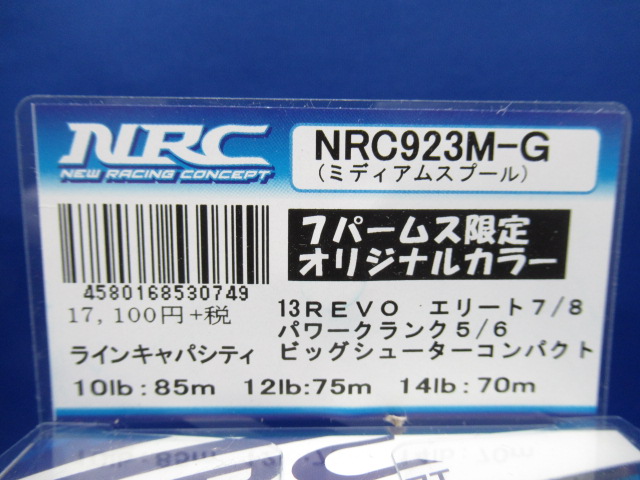 NRC
NEW RACING CONCEPT
NRC923M-G
(ミディアムスプール)
7パームス限定
オリジナルカラー
4580168530749
17,100円+税
13REVO エリート7/8
パワークランク5/6
ラインキャパシティ ビッグシューターコンパクト
10lb:85m 12lb:75m 14lb:70m